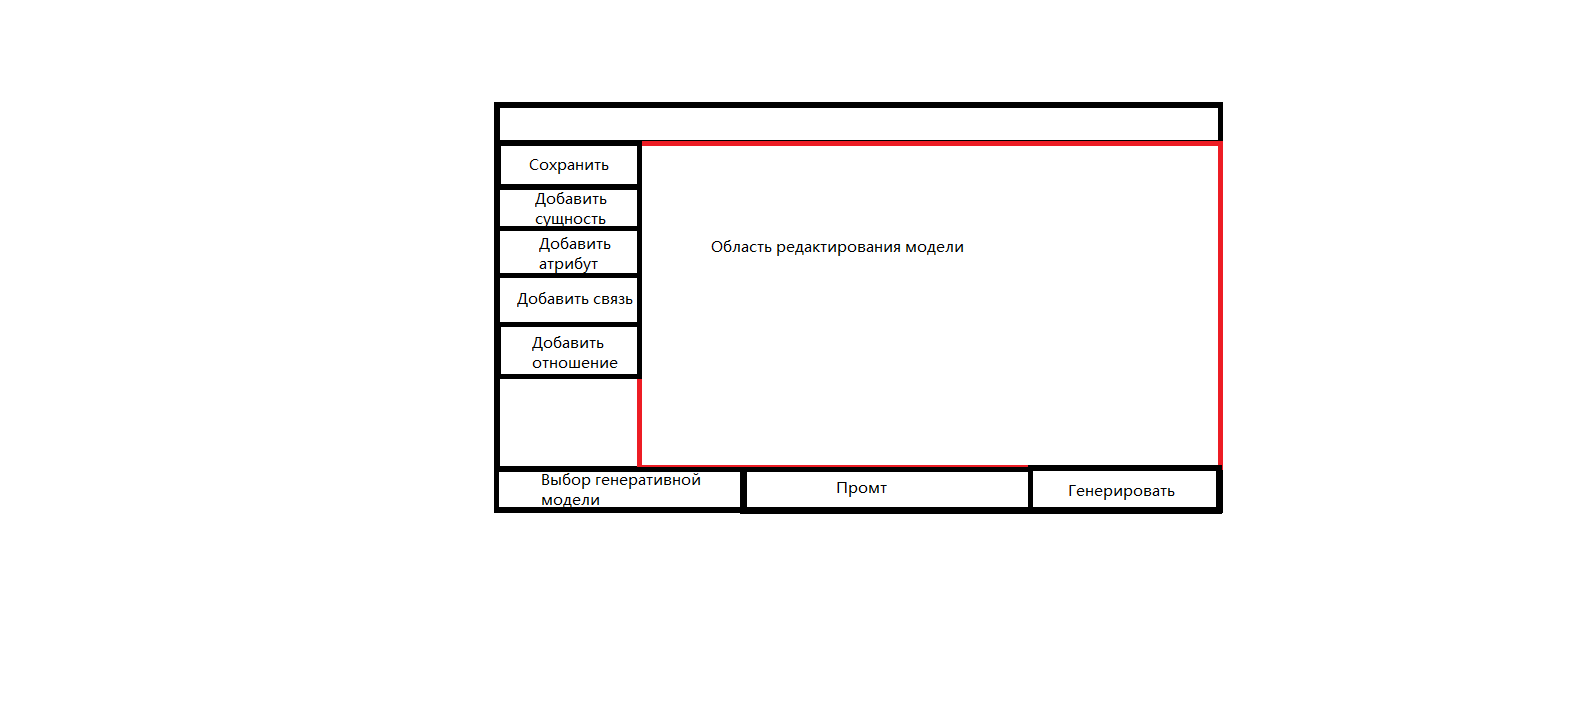 Сохранить
Добавить
сущность
Добавить
атрибут
Добавить связь
Добавить
отношение
Область редактирования модели
Выбор генеративной
модели
Промт
Генерировать